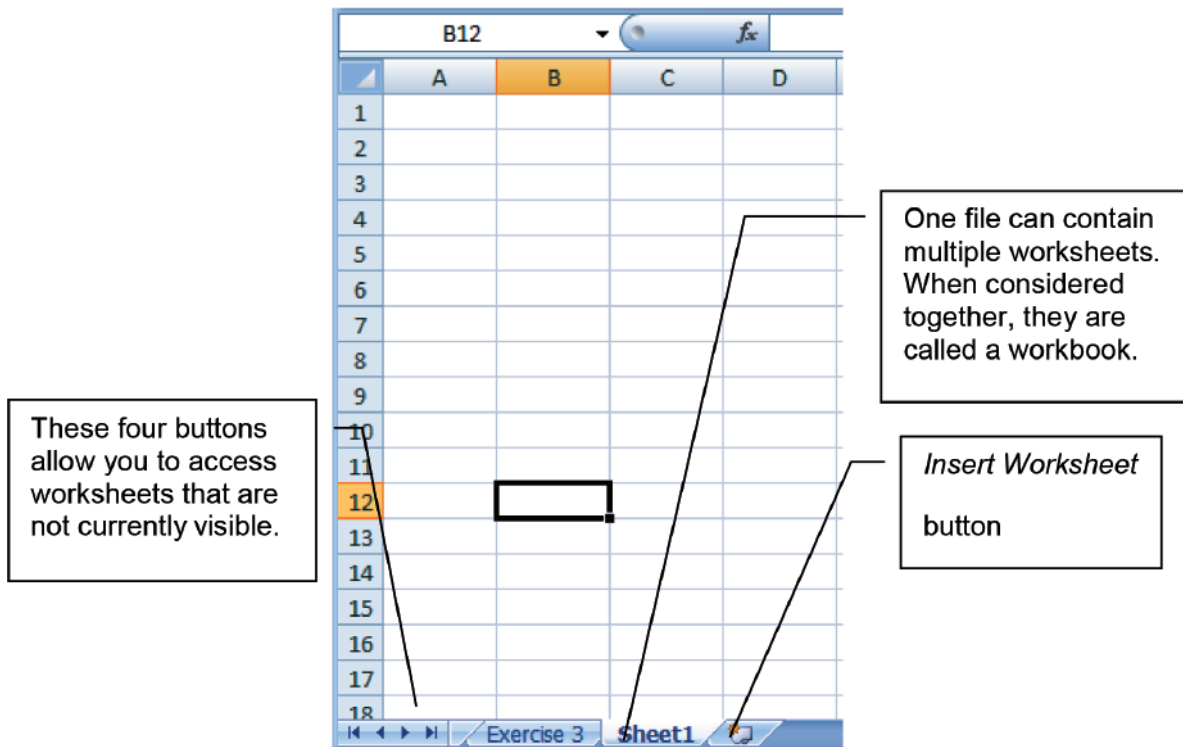 B12
fx
A B C D
1
2
3
4
5
6
7
8
9
10
11
12
13
14
15
16
17
18
Exercise 3 Sheet1
These four buttons
allow you to access
worksheets that are
not currently visible.
One file can contain
multiple worksheets.
When considered
together, they are
called a workbook.
Insert Worksheet
button